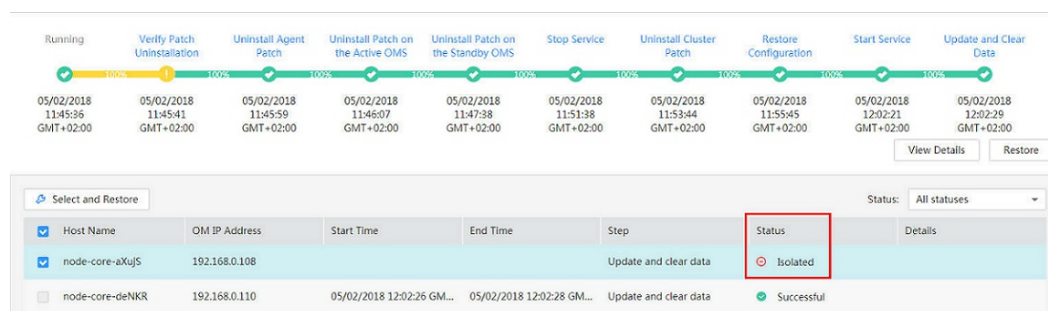 Running
Verify Patch
Uninstallation
Uninstall Agent
Patch
Uninstall Patch on
the Active OMS
Uninstall Patch on
the Standby OMS
Stop Service
Uninstall Cluster
Patch
Restore
Configuration
Start Service
Update and Clear
Data
100% 100% 100% 100% 100% 100% 100% 100% 100%
05/02/2018
11:45:36
GMT+02:00
05/02/2018
11:45:41
GMT+02:00
05/02/2018
11:45:59
GMT+02:00
05/02/2018
11:46:07
GMT+02:00
05/02/2018
11:47:38
GMT+02:00
05/02/2018
11:51:38
GMT+02:00
05/02/2018
11:53:44
GMT+02:00
05/02/2018
11:55:45
GMT+02:00
05/02/2018
12:02:21
GMT+02:00
05/02/2018
12:02:29
GMT+02:00
View Details Restore
Select and Restore Status: All statuses
Host Name OM IP Address Start Time End Time Step Status Details
node-core-aXuJS 192.168.0.108 Update and clear data Isolated
node-core-deNKR 192.168.0.110 05/02/2018 12:02:26 GM... 05/02/2018 12:02:28 GM... Update and clear data Successful